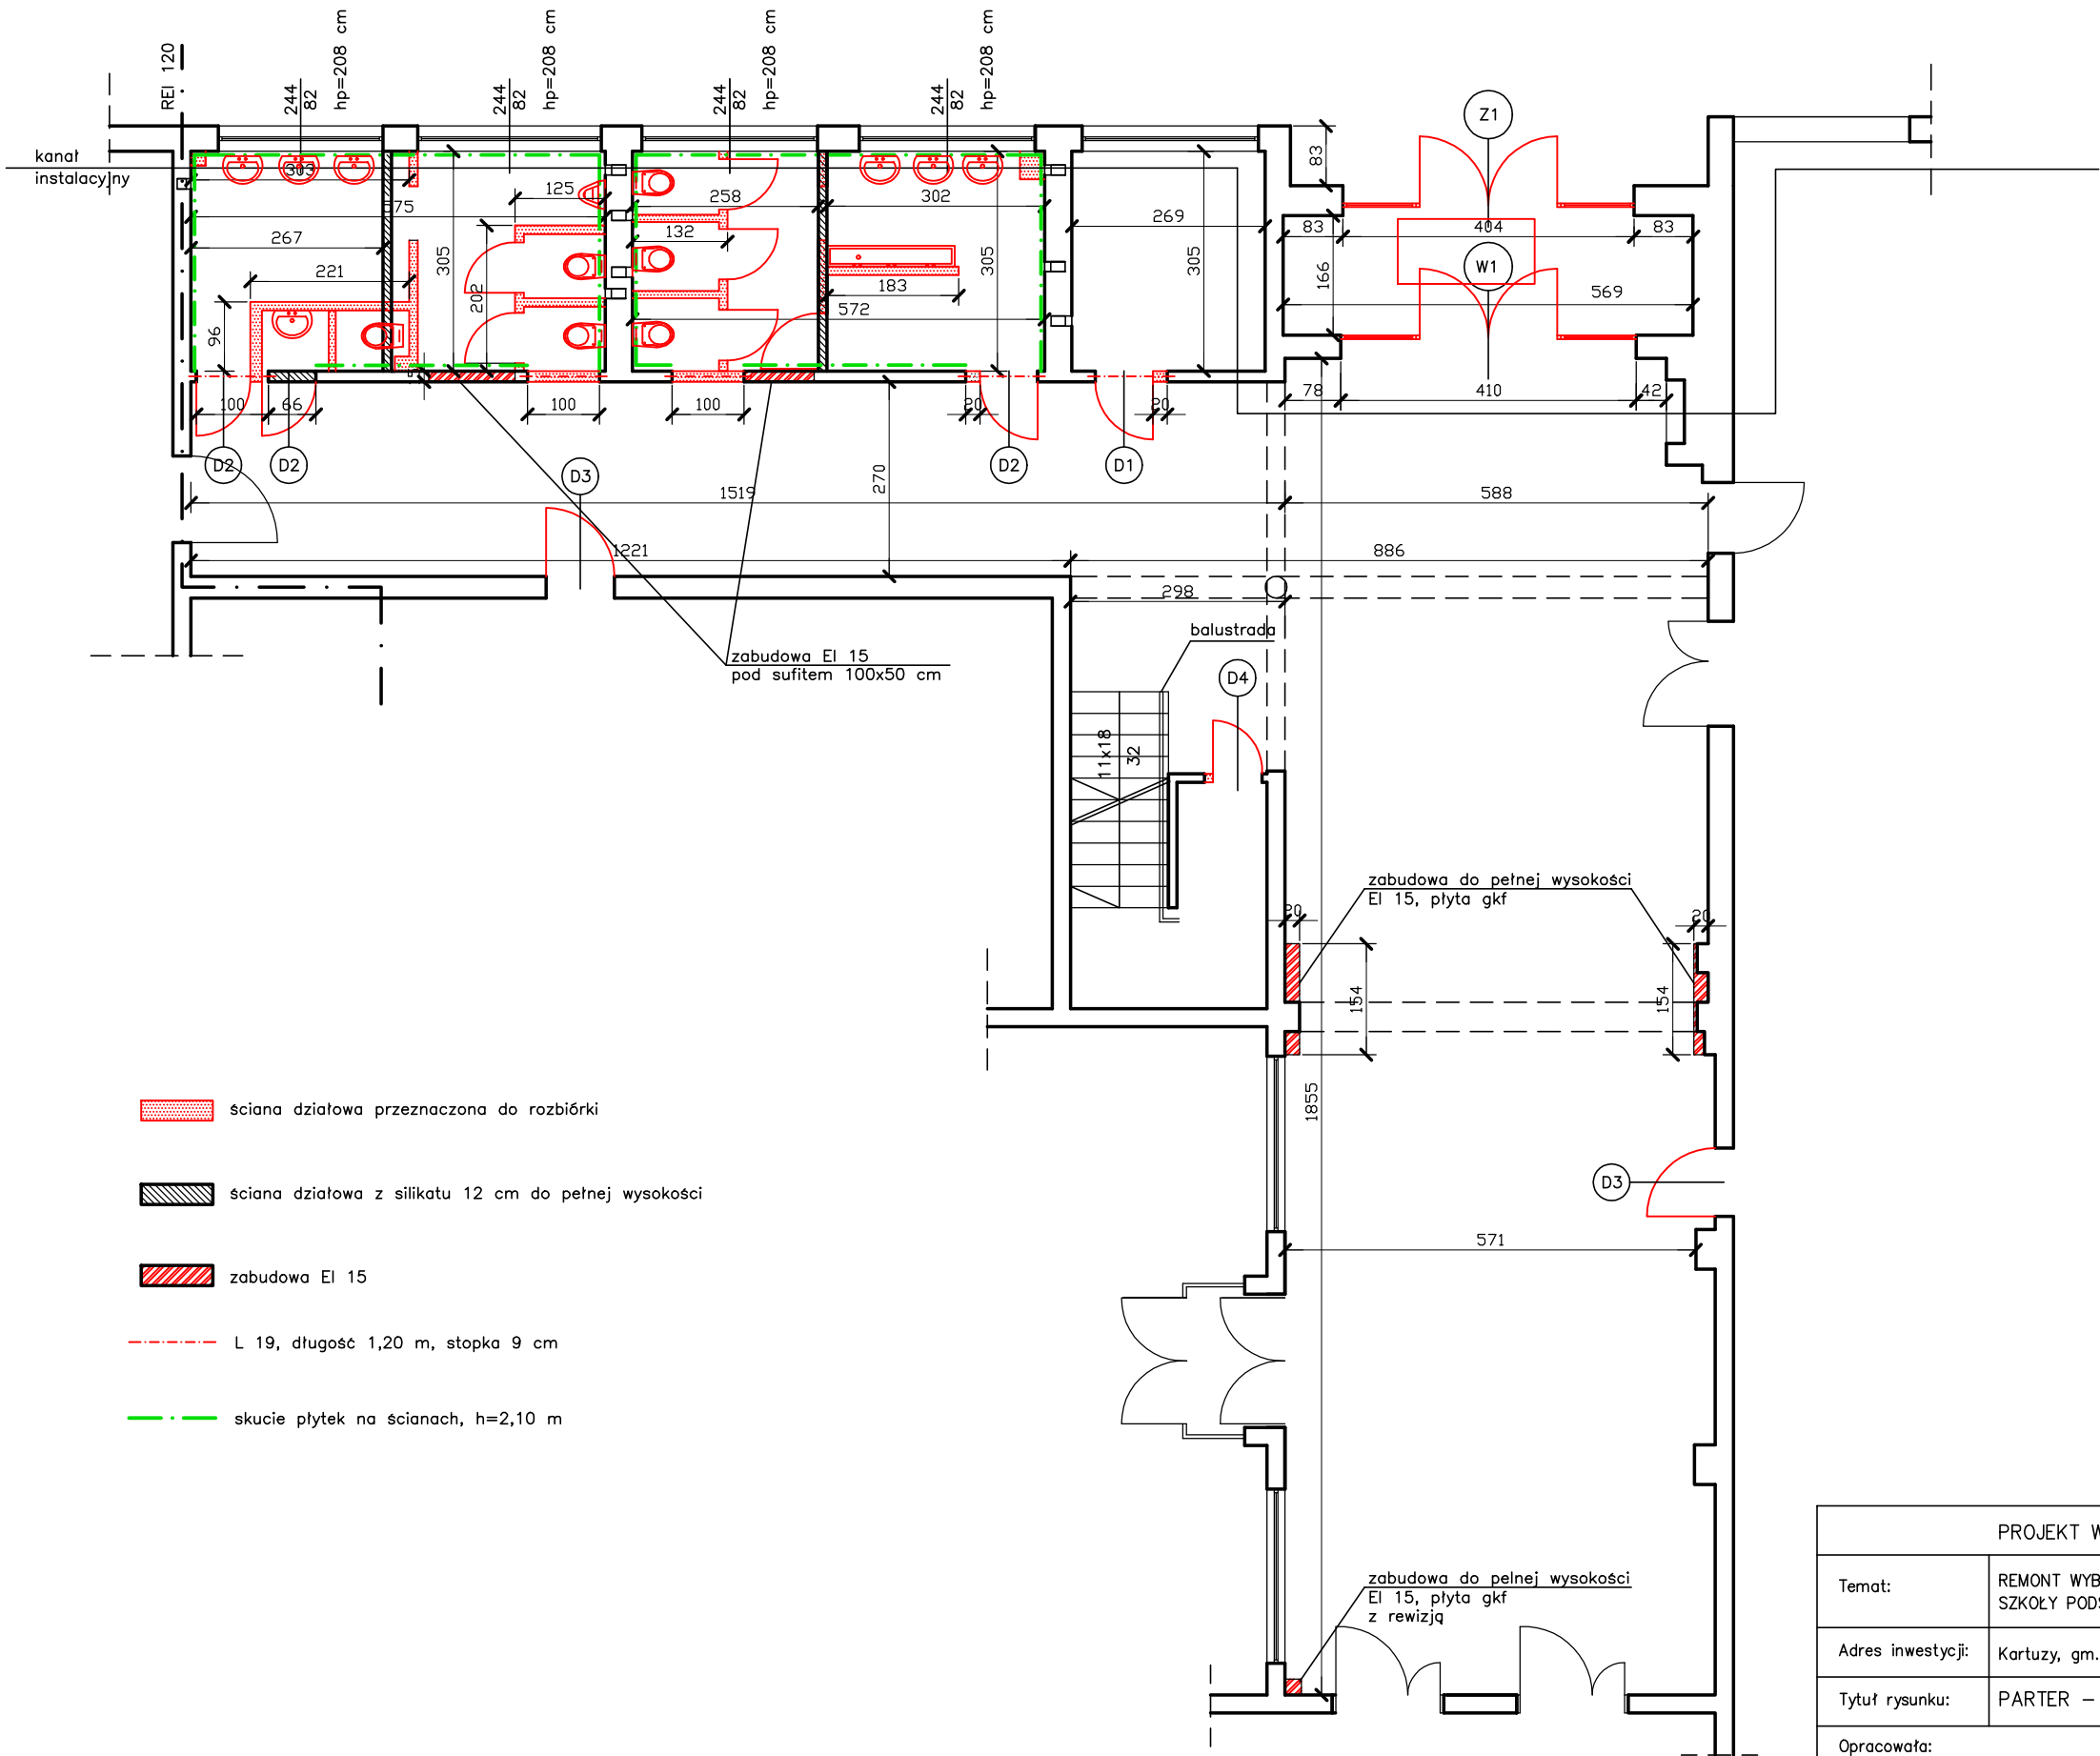 REI 120
244
82
hp=208 cm
244
82
hp=208 cm
244
82
hp=208 cm
244
82
hp=208 cm
Z1
kanał
instalacyjny
303
125
258
302
269
83
83
404
83
75
132
267
221
305
202
305
183
572
305
166
W1
569
96
100
66
100
100
20
20
78
410
42
D2
D2
D3
D2
D1
270
1519
588
1221
886
298
balustrada
zabudowa EI 15
pod sufitem 100x50 cm
D4
11x18
32
zabudowa do pełnej wysokości
EI 15, płyta gkf
20
20
154
154
1855
ściana działowa przeznaczona do rozbiórki
ściana działowa z silikatu 12 cm do pełnej wysokości
D3
571
zabudowa EI 15
L 19, długość 1,20 m, stopka 9 cm
skucie płytek na ścianach, h=2,10 m
zabudowa do pelnej wysokości
EI 15, płyta gkf
z rewizją
PROJEKT W
Temat:
REMONT WYB
SZKOŁY PODS
Adres inwestycji:
Kartuzy, gm.
Tytuł rysunku:
PARTER –
Opracowała: